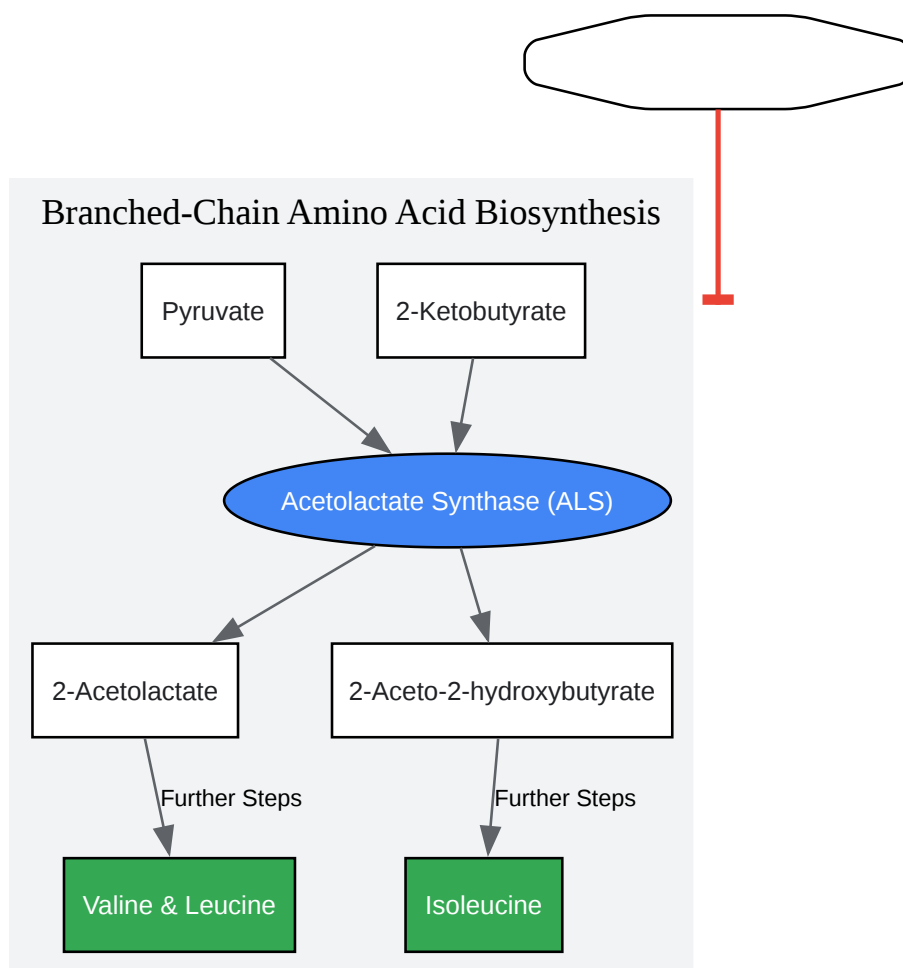 Branched-Chain Amino Acid Biosynthesis
Pyruvate
2-Ketobutyrate
Acetolactate Synthase (ALS)
2-Acetolactate
2-Aceto-2-hydroxybutyrate
Further Steps
Further Steps
Valine & Leucine
Isoleucine